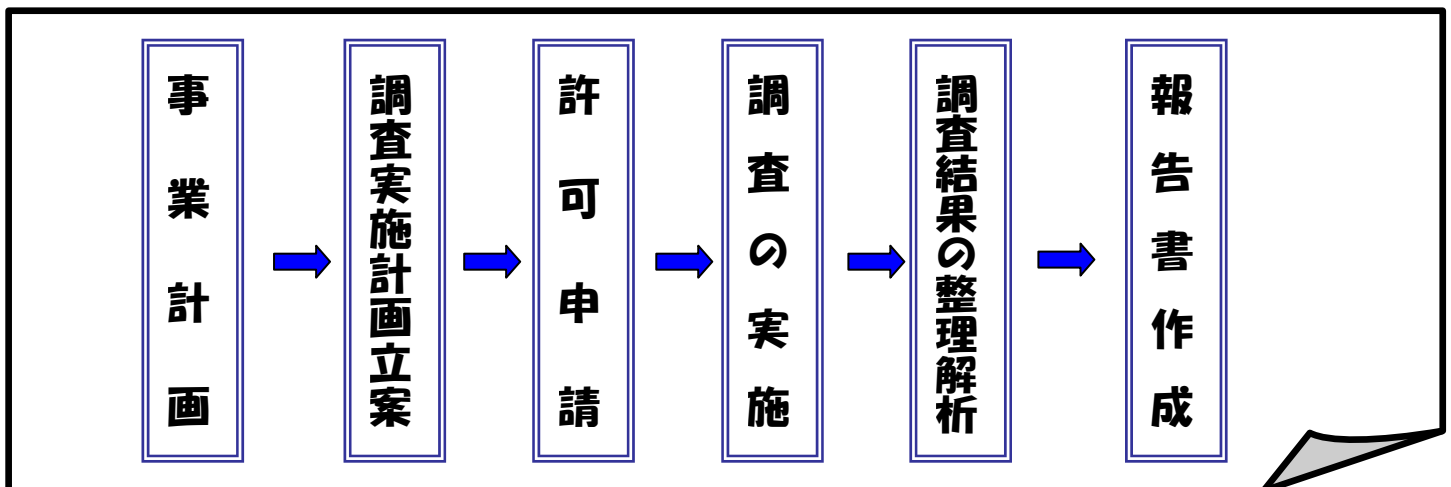 事業計画
調査実施計画立案
許可申請
調査の実施
調査結果の整理解析
報告書作成